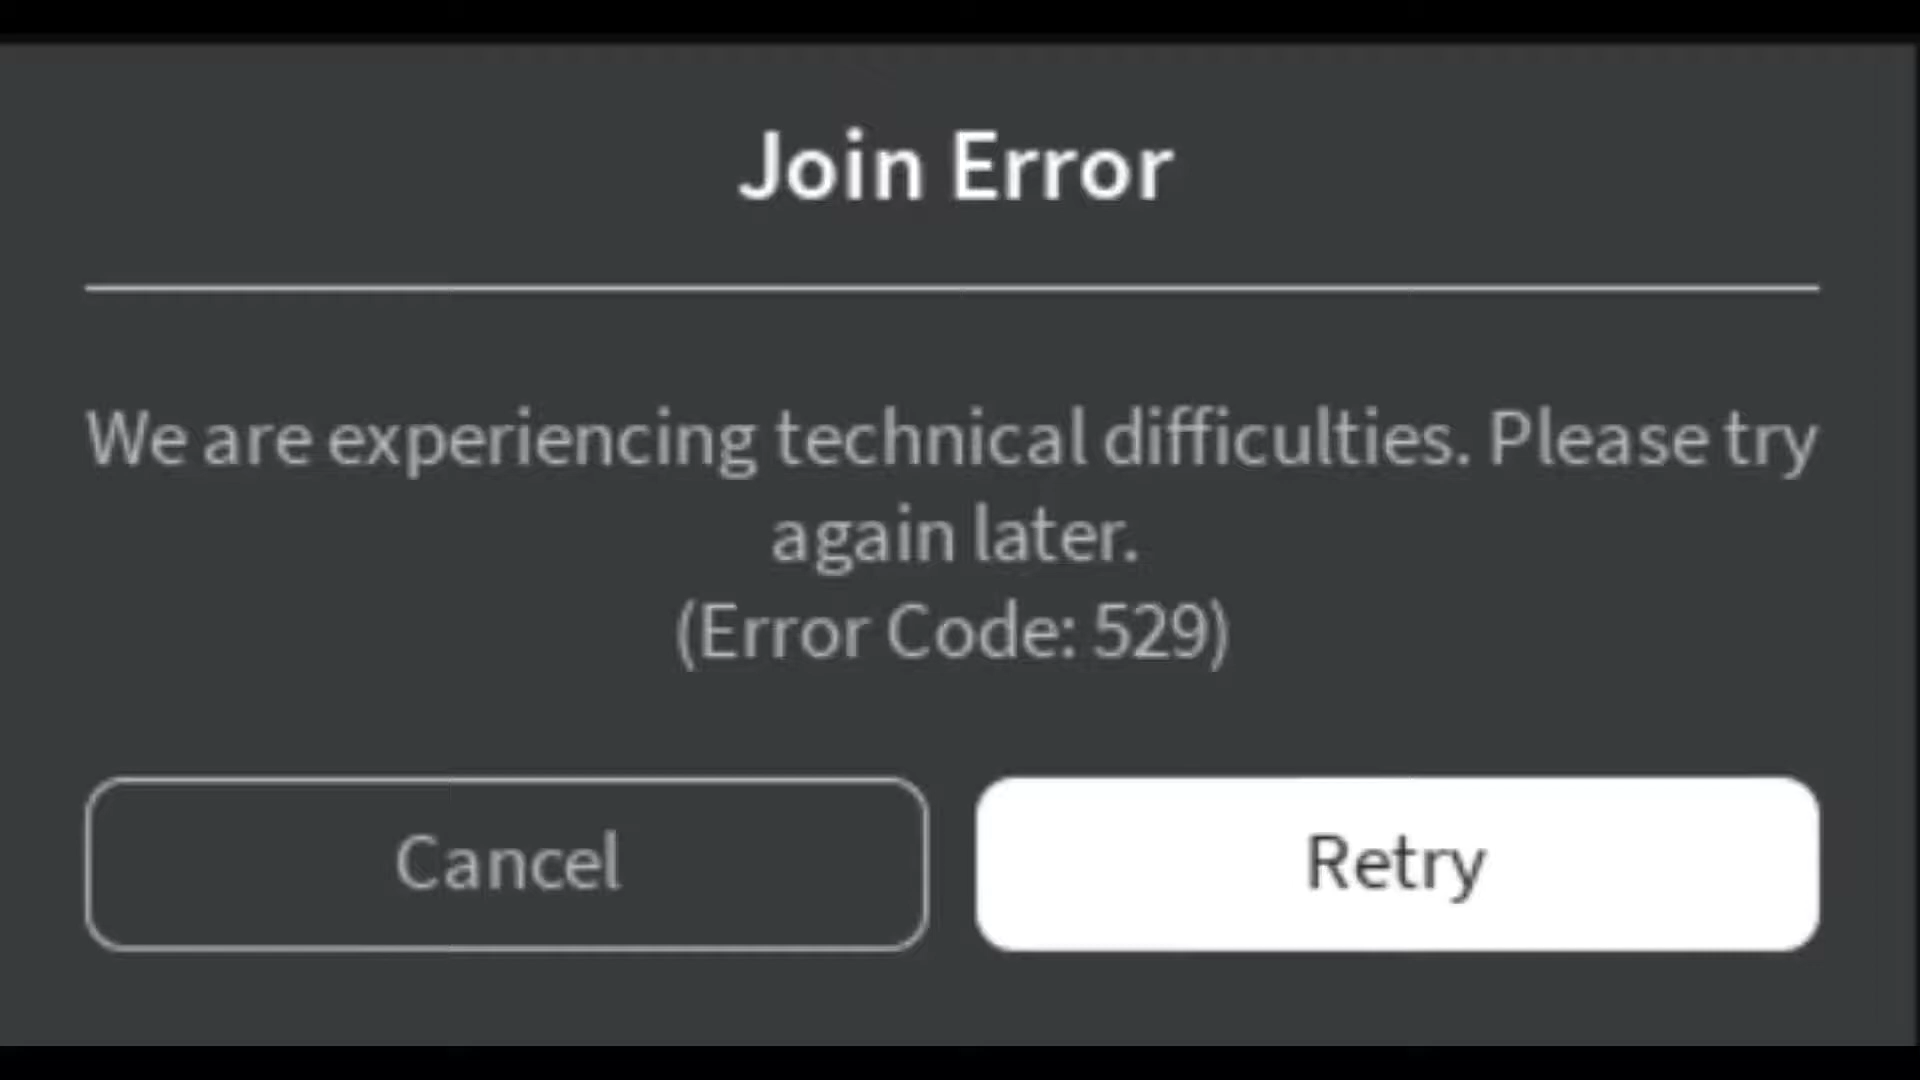 Join Error
We are experiencing technical difficulties. Please try
again later.
(Error Code: 529)
Cancel
Retry